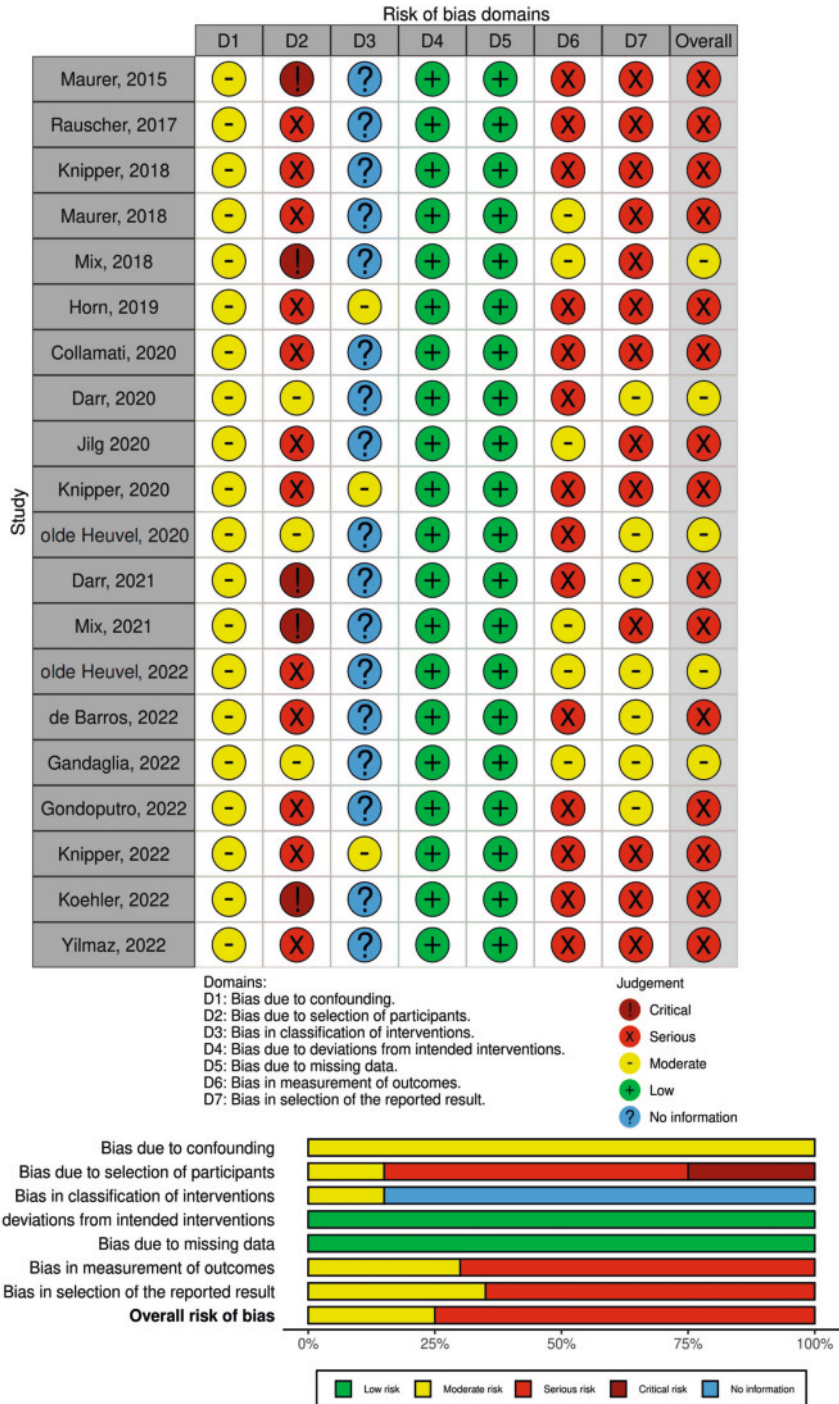 Risk of bias domains
D1 D2 D3 D4 D5 D6 D7 Overall
Study
Maurer, 2015 - ! ? + + X X X
Rauscher, 2017 - X ? + + X X X
Knipper, 2018 - X ? + + X X X
Maurer, 2018 - X ? + + - X X
Mix, 2018 - ! ? + + - X -
Horn, 2019 - X - + + X X X
Collamati, 2020 - X ? + + X X X
Darr, 2020 - - ? + + X - -
Jilg 2020 - X ? + + - X X
Knipper, 2020 - X - + + X X X
olde Heuvel, 2020 - - ? + + X - -
Darr, 2021 - ! ? + + X - X
Mix, 2021 - ! ? + + - X X
olde Heuvel, 2022 - X ? + + - - -
de Barros, 2022 - X ? + + X - X
Gandaglia, 2022 - - ? + + - - -
Gondoputro, 2022 - X ? + + X - X
Knipper, 2022 - X - + + X X X
Koehler, 2022 - ! ? + + X X X
Yilmaz, 2022 - X ? + + X X X
Domains:
D1: Bias due to confounding.
D2: Bias due to selection of participants.
D3: Bias in classification of interventions.
D4: Bias due to deviations from intended interventions.
D5: Bias due to missing data.
D6: Bias in measurement of outcomes.
D7: Bias in selection of the reported result.
Judgement
! Critical
X Serious
- Moderate
+ Low
? No information
Bias due to confounding
Bias due to selection of participants
Bias in classification of interventions
deviations from intended interventions
Bias due to missing data
Bias in measurement of outcomes
Bias in selection of the reported result
Overall risk of bias
0% 25% 50% 75% 100%
Low risk Moderate risk Serious risk Critical risk No information